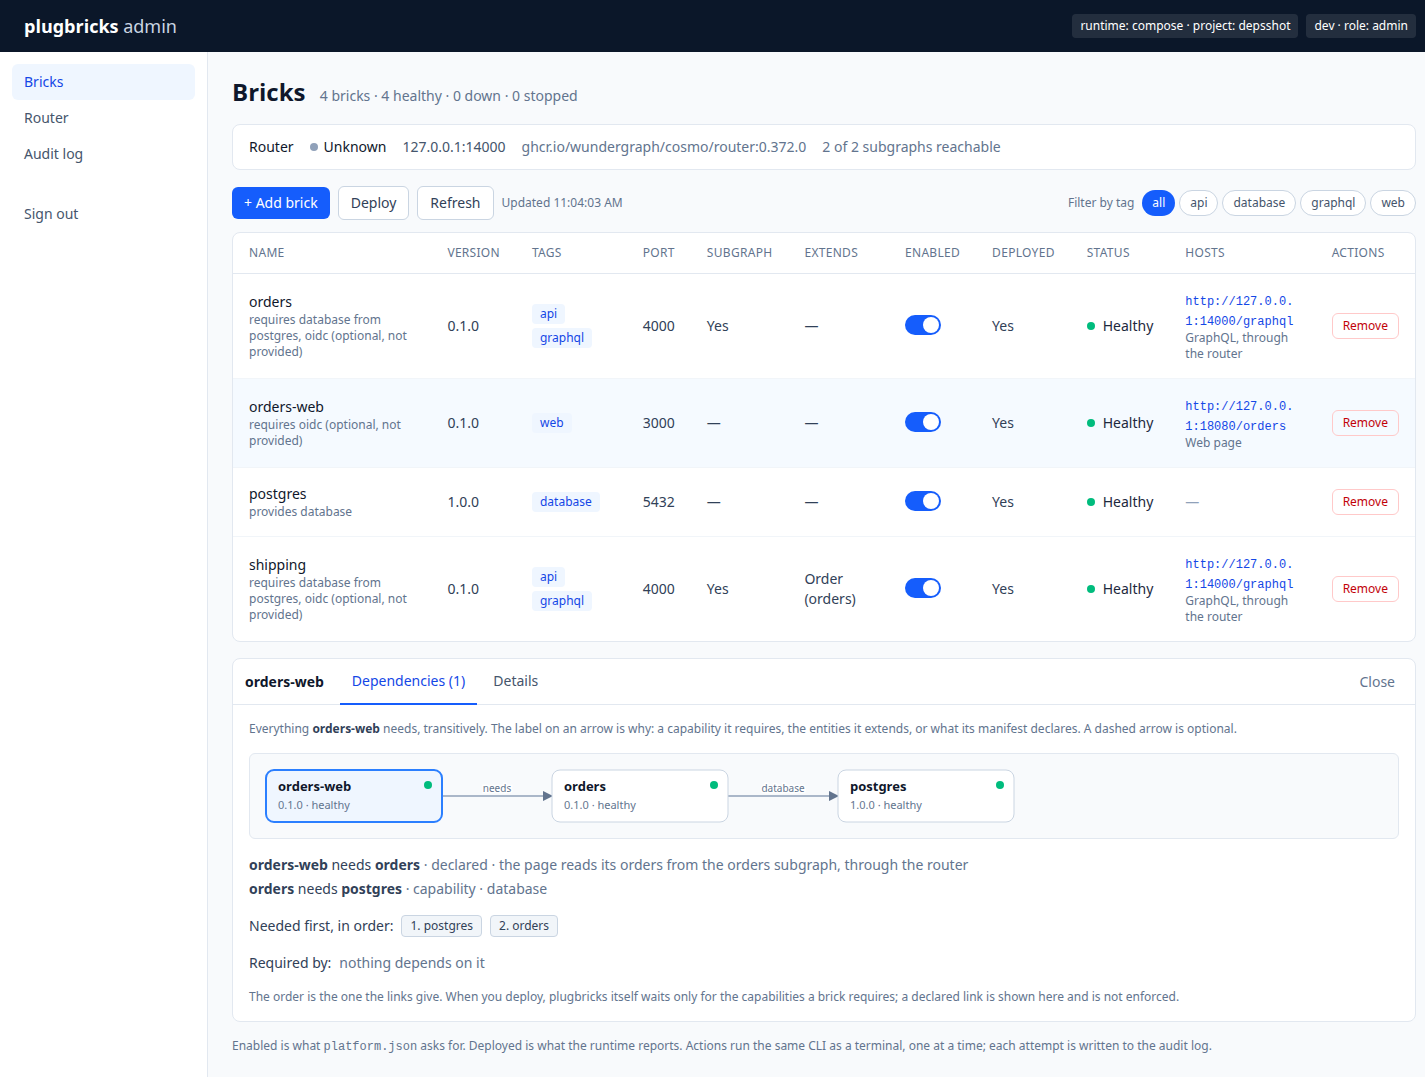 plugbricks admin
runtime: compose · project: depsshot
dev · role: admin
Bricks
Router
Audit log
Sign out
Bricks 4 bricks · 4 healthy · 0 down · 0 stopped
Router Unknown 127.0.0.1:14000 ghcr.io/wundergraph/cosmo/router:0.372.0 2 of 2 subgraphs reachable
+ Add brick Deploy Refresh Updated 11:04:03 AM
Filter by tag all api database graphql web
NAME VERSION TAGS PORT SUBGRAPH EXTENDS ENABLED DEPLOYED STATUS HOSTS ACTIONS
orders
requires database from
postgres, oidc (optional, not
provided)
0.1.0
api
graphql
4000 Yes — Yes Healthy
http://127.0.0.
1:14000/graphql
GraphQL, through
the router
Remove
orders-web
requires oidc (optional, not
provided)
0.1.0 web 3000 — — Yes Healthy
http://127.0.0.
1:18080/orders
Web page
Remove
postgres
provides database
1.0.0 database 5432 — — Yes Healthy — Remove
shipping
requires database from
postgres, oidc (optional, not
provided)
0.1.0
api
graphql
4000 Yes
Order
(orders)
Yes Healthy
http://127.0.0.
1:14000/graphql
GraphQL, through
the router
Remove
orders-web Dependencies (1) Details Close
Everything orders-web needs, transitively. The label on an arrow is why: a capability it requires, the entities it extends, or what its manifest declares. A dashed arrow is optional.
orders-web
0.1.0 · healthy
needs
orders
0.1.0 · healthy
database
postgres
1.0.0 · healthy
orders-web needs orders · declared · the page reads its orders from the orders subgraph, through the router
orders needs postgres · capability · database
Needed first, in order: 1. postgres 2. orders
Required by: nothing depends on it
The order is the one the links give. When you deploy, plugbricks itself waits only for the capabilities a brick requires; a declared link is shown here and is not enforced.
Enabled is what platform.json asks for. Deployed is what the runtime reports. Actions run the same CLI as a terminal, one at a time; each attempt is written to the audit log.